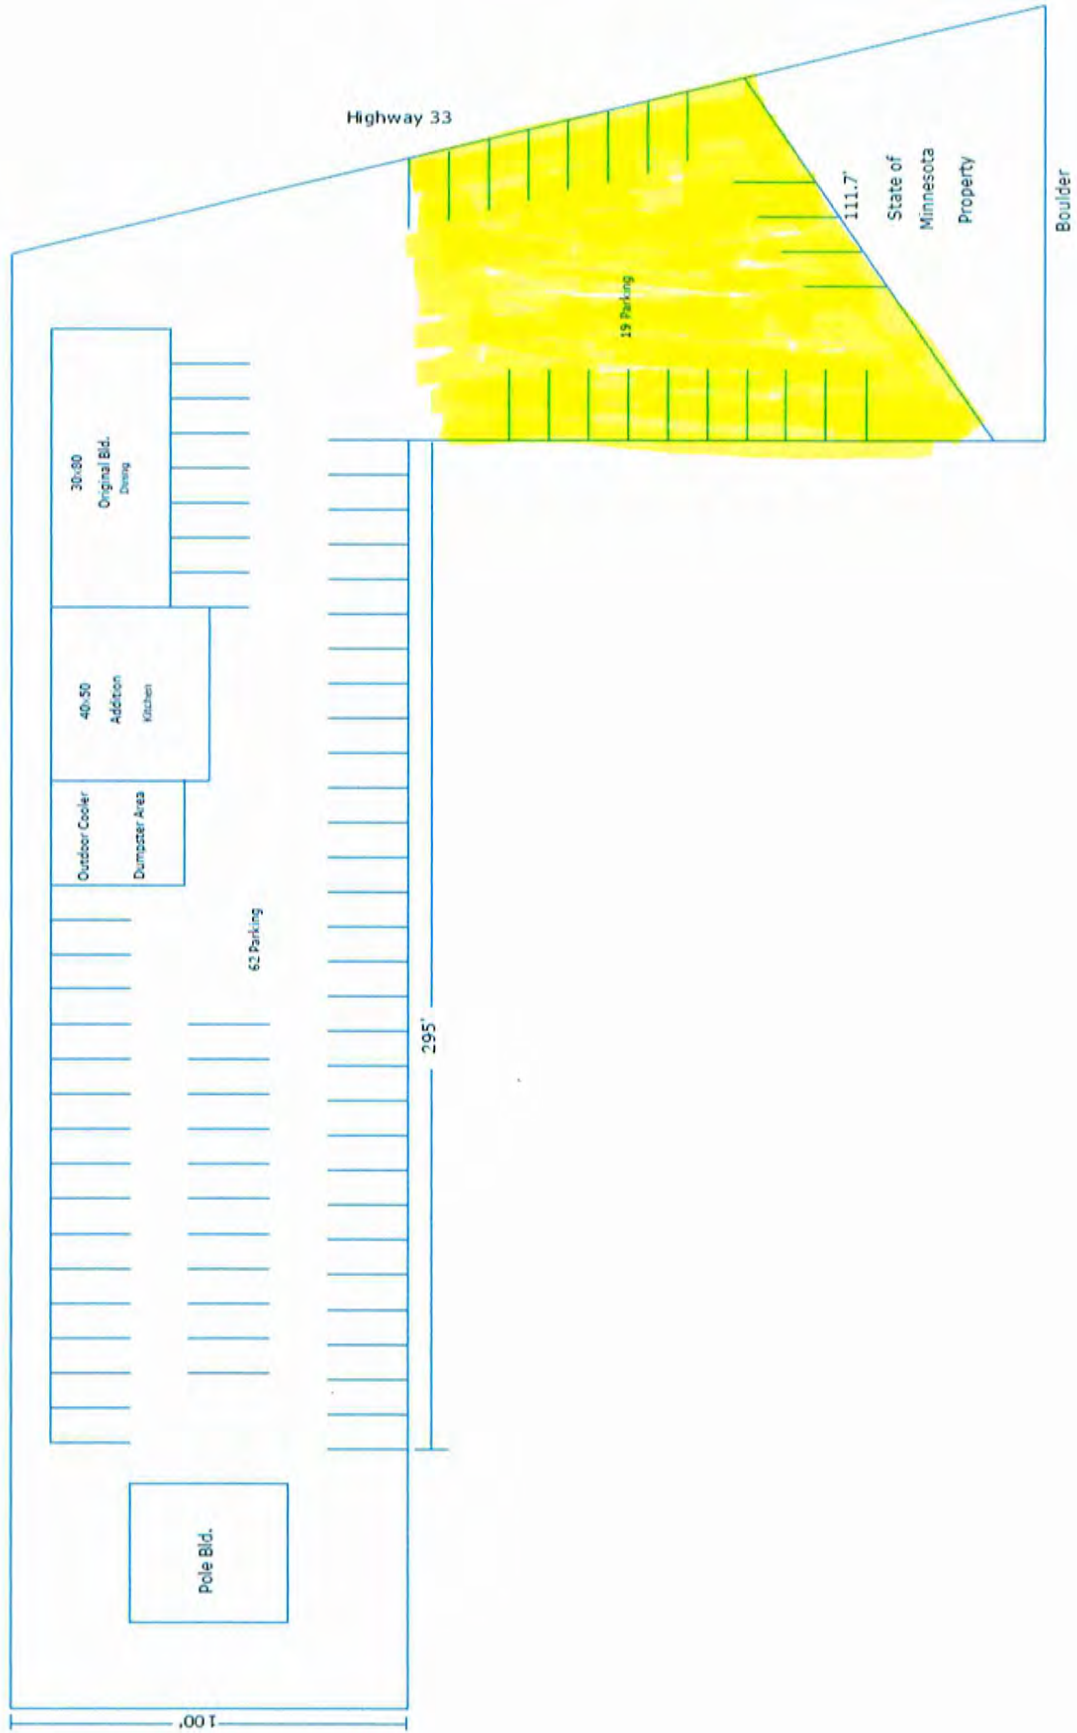 Highway 33
30x80
Original Bld.
Dining
40x50
Addition
Kitchen
Outdoor Cooler
Dumpster Area
62 Parking
Pole Bld.
100'
295'
19 Parking
111.7'
State of
Minnesota
Property
Boulder